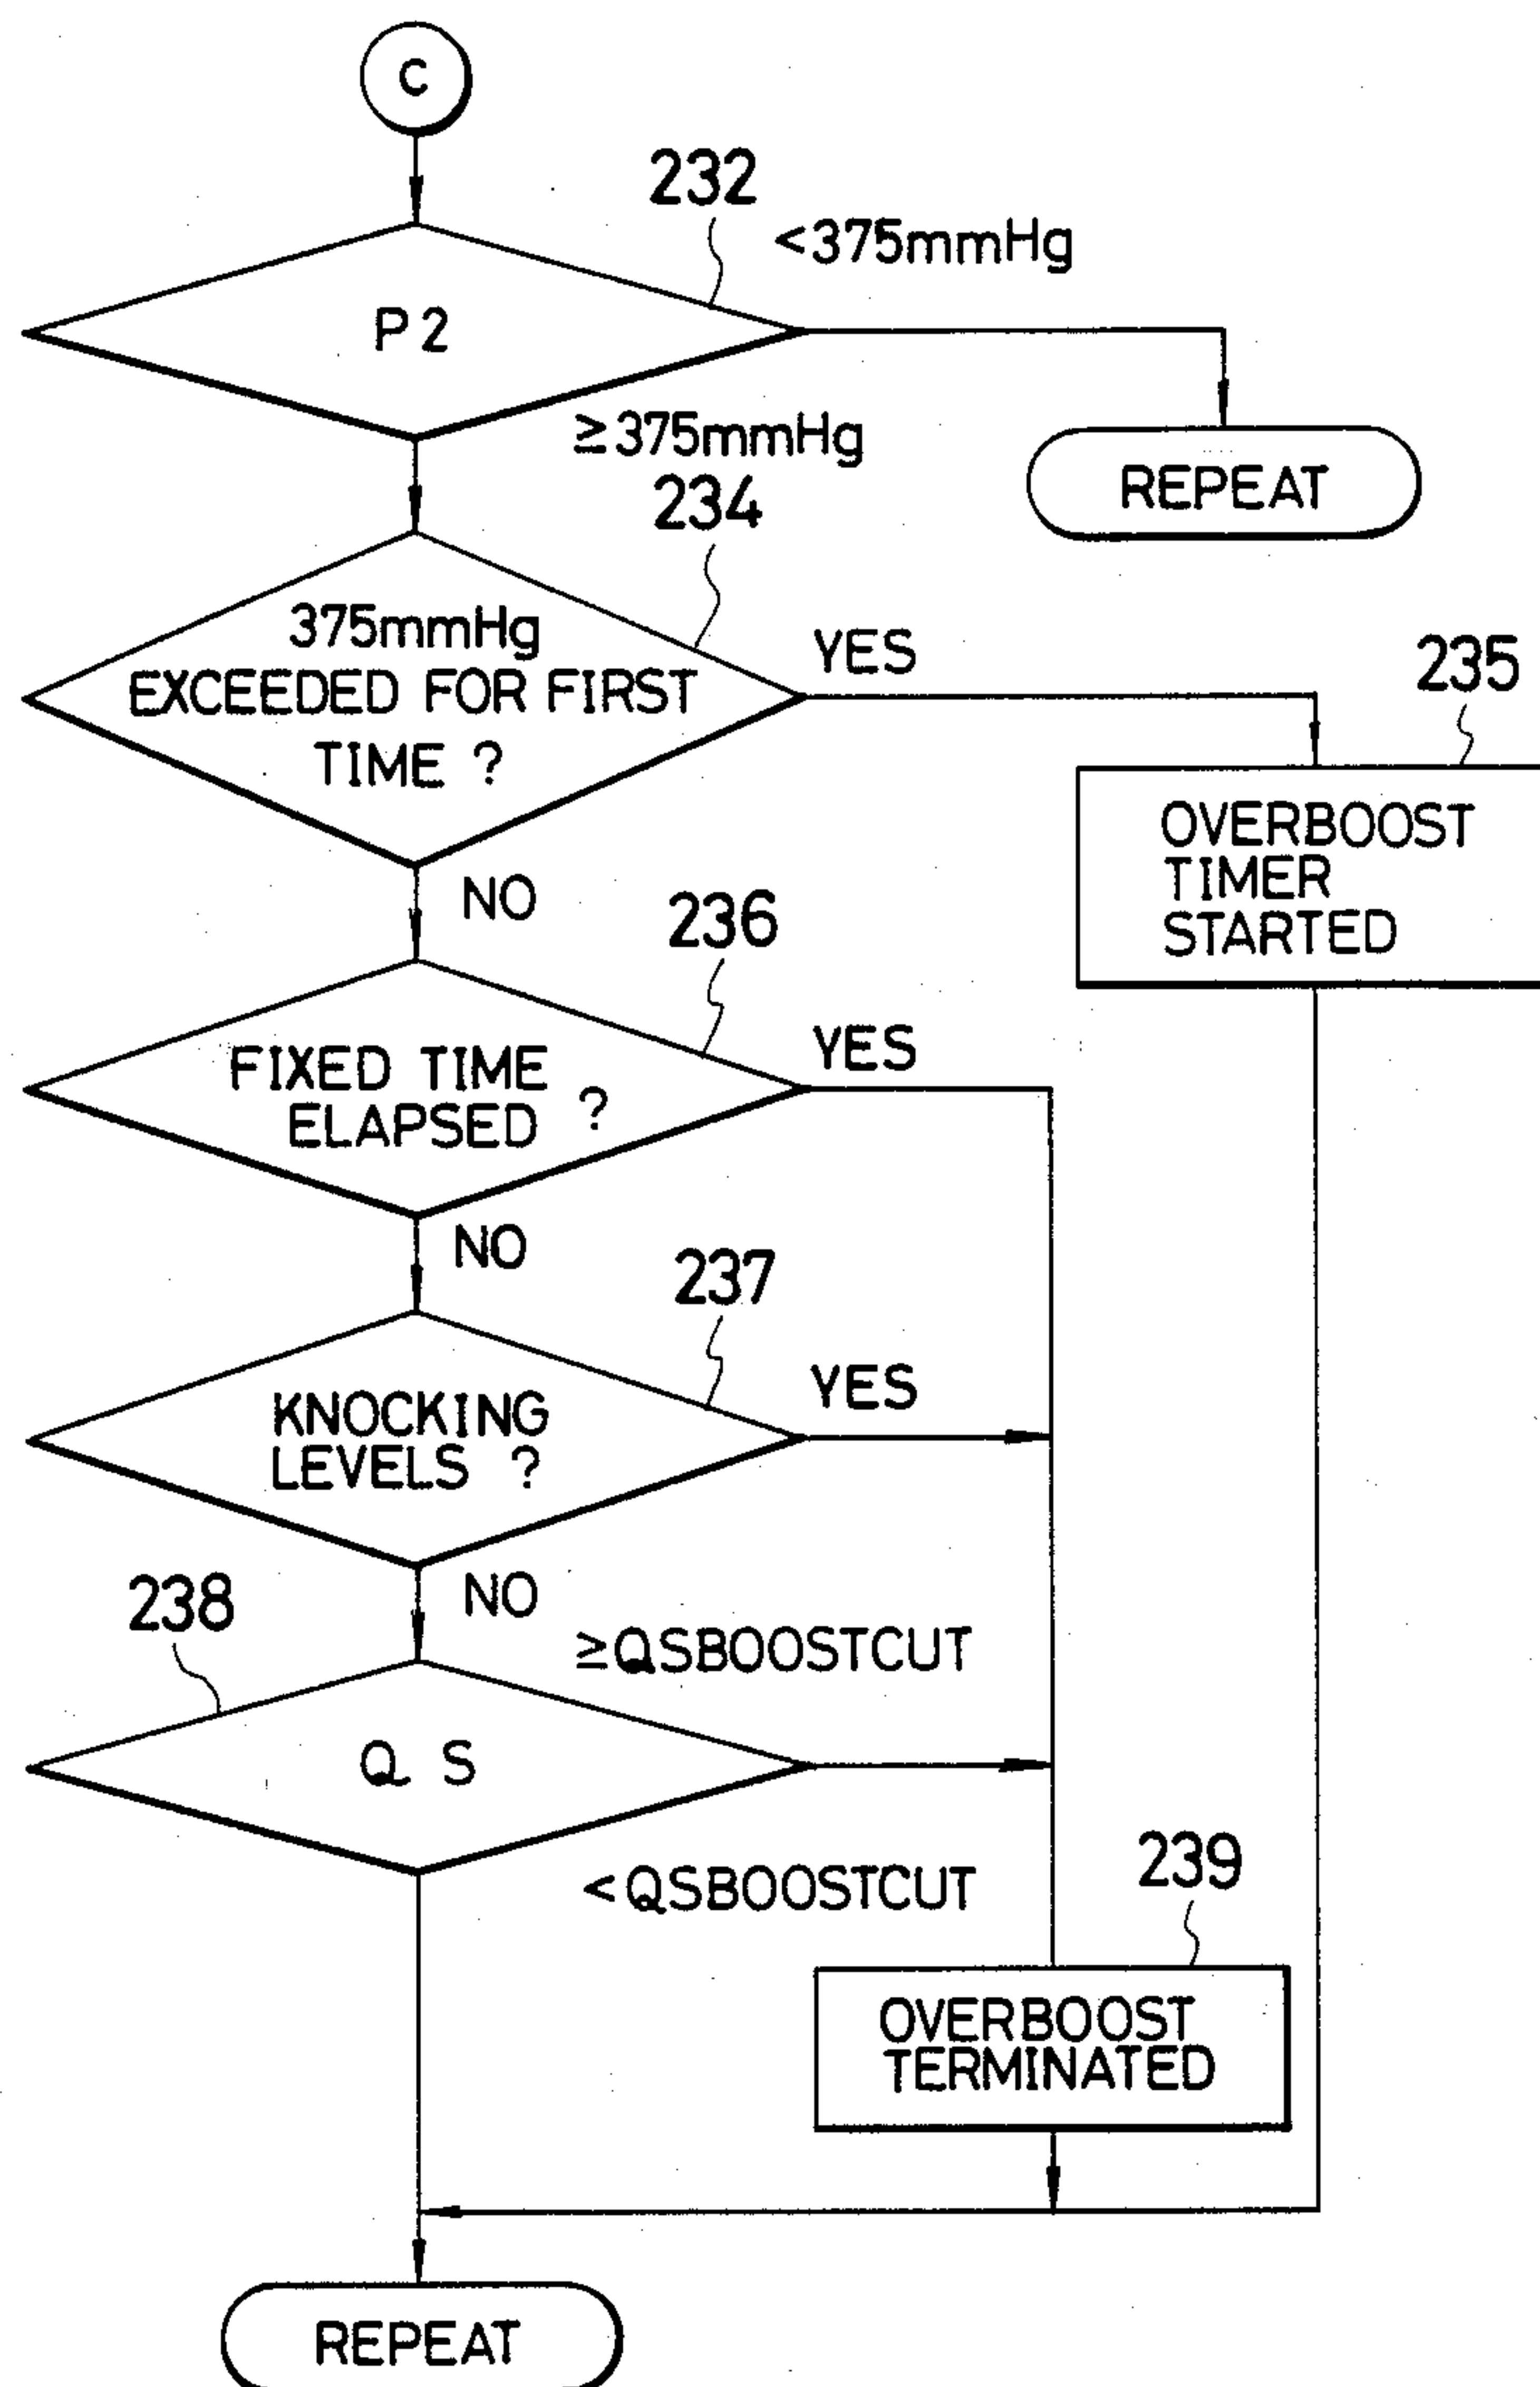 C
232
<375mmHg
P2
≥375mmHg
REPEAT
234
375mmHg
EXCEEDED FOR FIRST
TIME ?
YES
235
OVERBOOST
TIMER
STARTED
NO
236
FIXED TIME
ELAPSED ?
YES
NO
237
KNOCKING
LEVELS ?
YES
NO
238
≥QSBOOSTCUT
Q S
<QSBOOSTCUT
239
OVERBOOST
TERMINATED
REPEAT